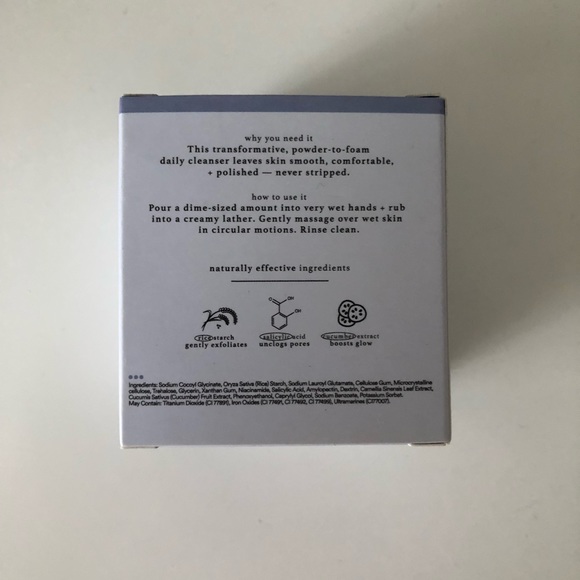 why you need it
This transformative, powder-to-foam
daily cleanser leaves skin smooth, comfortable,
+ polished — never stripped.
how to use it
Pour a dime-sized amount into very wet hands + rub
into a creamy lather. Gently massage over wet skin
in circular motions. Rinse clean.
naturally effective ingredients
rice starch
gently exfoliates
OH
OH
salicylic acid
unclogs pores
cucumber extract
boosts glow
Ingredients: Sodium Cocoyl Glycinate, Oryza Sativa (Rice) Starch, Sodium Lauroyl Glutamate, Cellulose Gum, Microcrystalline
cellulose, Trehalose, Glycerin, Xanthan Gum, Niacinamide, Salicylic Acid, Amylopectin, Dextrin, Camellia Sinensis Leaf Extract,
Cucumis Sativus (Cucumber) Fruit Extract, Phenoxyethanol, Caprylyl Glycol, Sodium Benzoate, Potassium Sorbate.
May Contain: Titanium Dioxide (CI 77891), Iron Oxides (CI 77491, CI 77492, CI 77499), Ultramarines (CI77007).